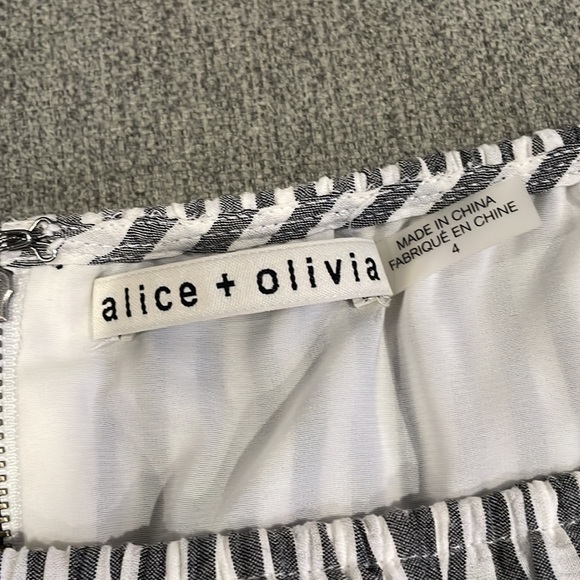 alice + olivia
MADE IN CHINA
FABRIQUÉ EN CHINE
4